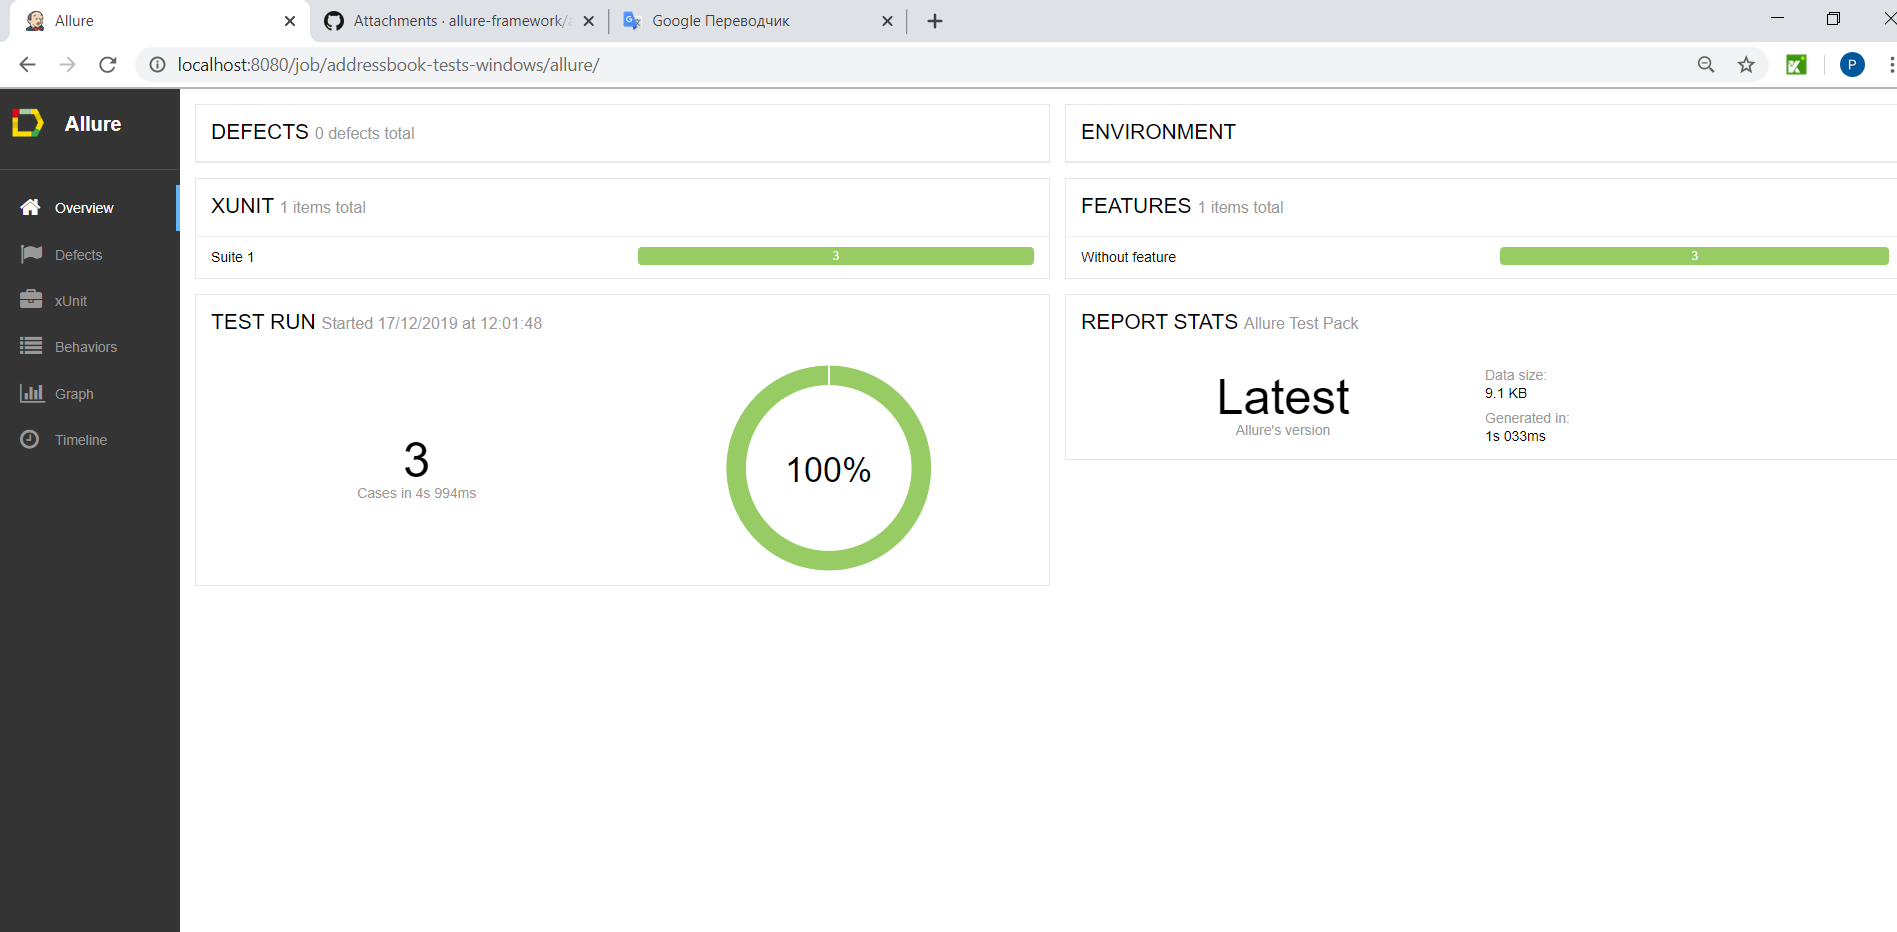 Allure
Attachments · allure-framework/
Google Переводчик
localhost:8080/job/addressbook-tests-windows/allure/
P
Allure
Overview
Defects
xUnit
Behaviors
Graph
Timeline
DEFECTS 0 defects total
XUNIT 1 items total
Suite 1 3
TEST RUN Started 17/12/2019 at 12:01:48
3
Cases in 4s 994ms
100%
ENVIRONMENT
FEATURES 1 items total
Without feature 3
REPORT STATS Allure Test Pack
Latest
Allure's version
Data size:
9.1 KB
Generated in:
1s 033ms